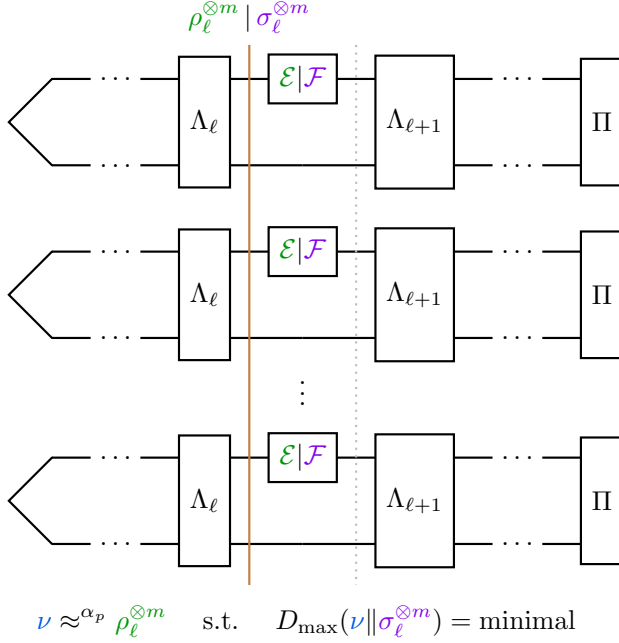 ρ_ℓ^{⊗m} | σ_ℓ^{⊗m}
··· Λ_ℓ ℰ|ℱ Λ_{ℓ+1} ··· Π
··· ···
··· Λ_ℓ ℰ|ℱ Λ_{ℓ+1} ··· Π
··· ···
⋮
··· Λ_ℓ ℰ|ℱ Λ_{ℓ+1} ··· Π
··· ···
ν ≈^{α_p} ρ_ℓ^{⊗m} s.t. D_max(ν‖σ_ℓ^{⊗m}) = minimal